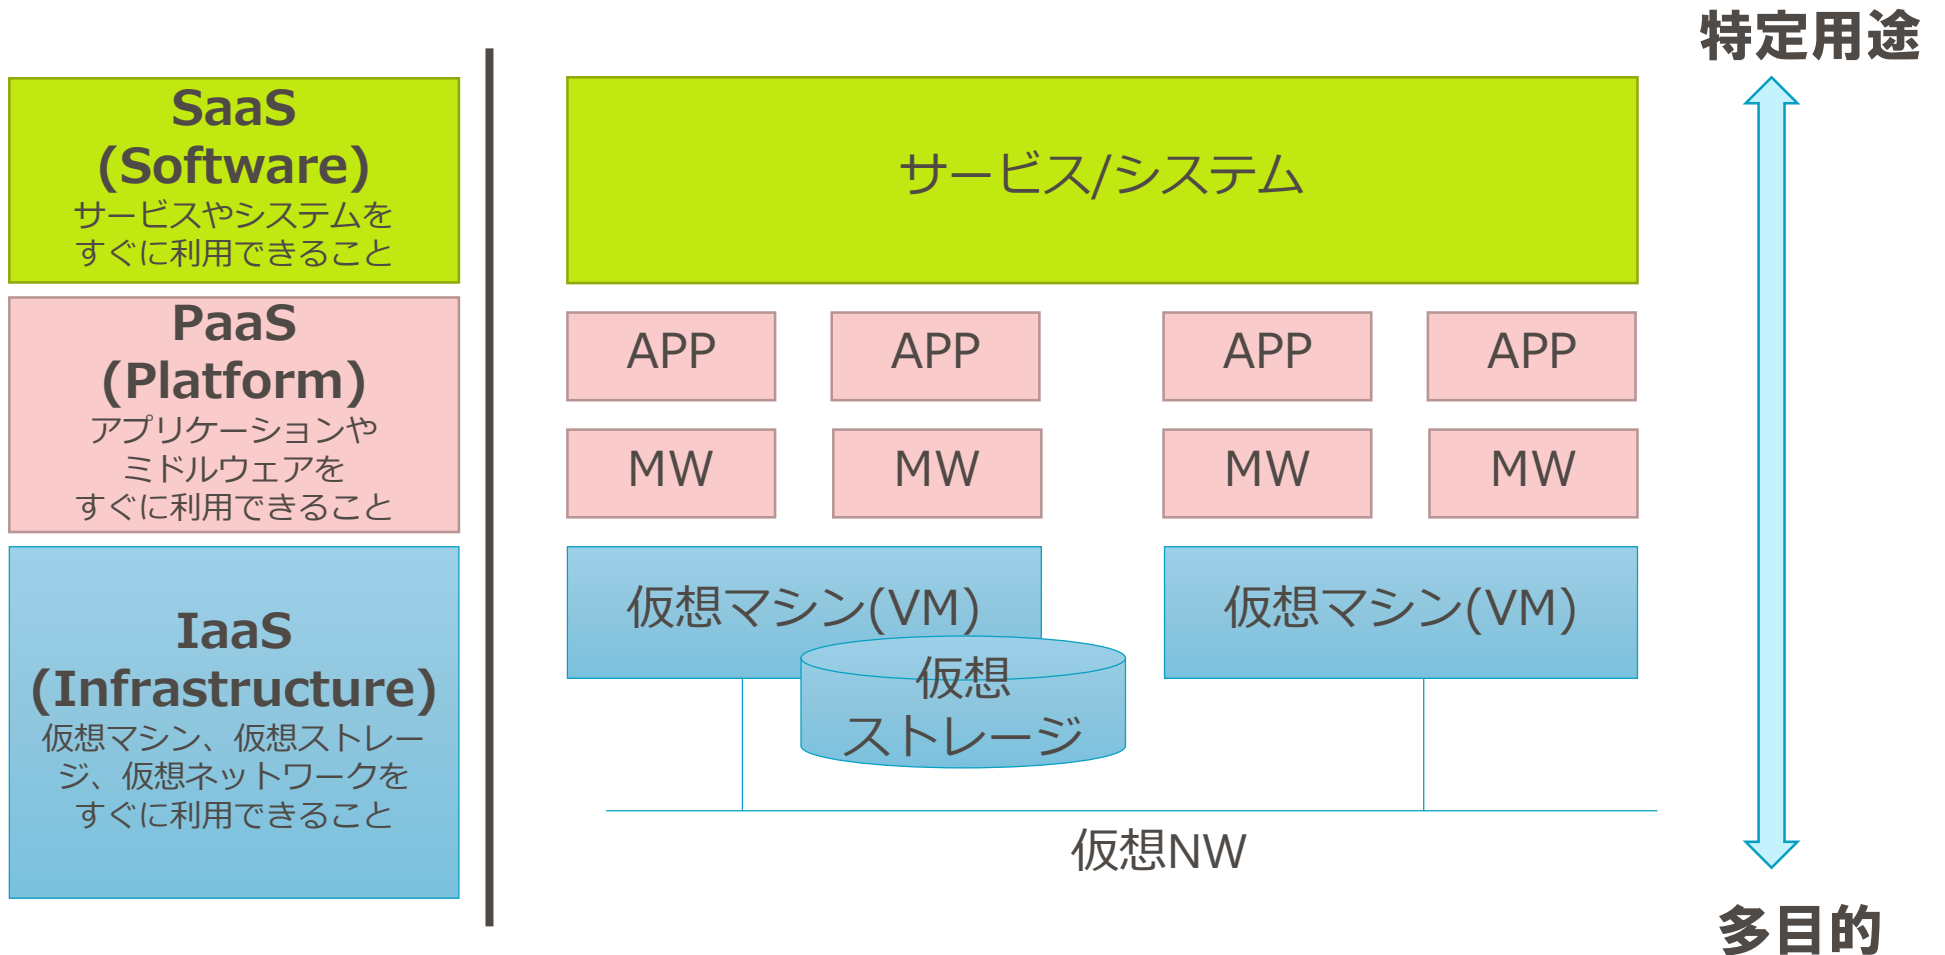 特定用途
SaaS
(Software)
サービスやシステムを
すぐに利用できること
サービス/システム
PaaS
(Platform)
アプリケーションや
ミドルウェアを
すぐに利用できること
APP
APP
APP
APP
MW
MW
MW
MW
IaaS
(Infrastructure)
仮想マシン、仮想ストレー
ジ、仮想ネットワークを
すぐに利用できること
仮想マシン(VM)
仮想マシン(VM)
仮想
ストレージ
仮想NW
多目的